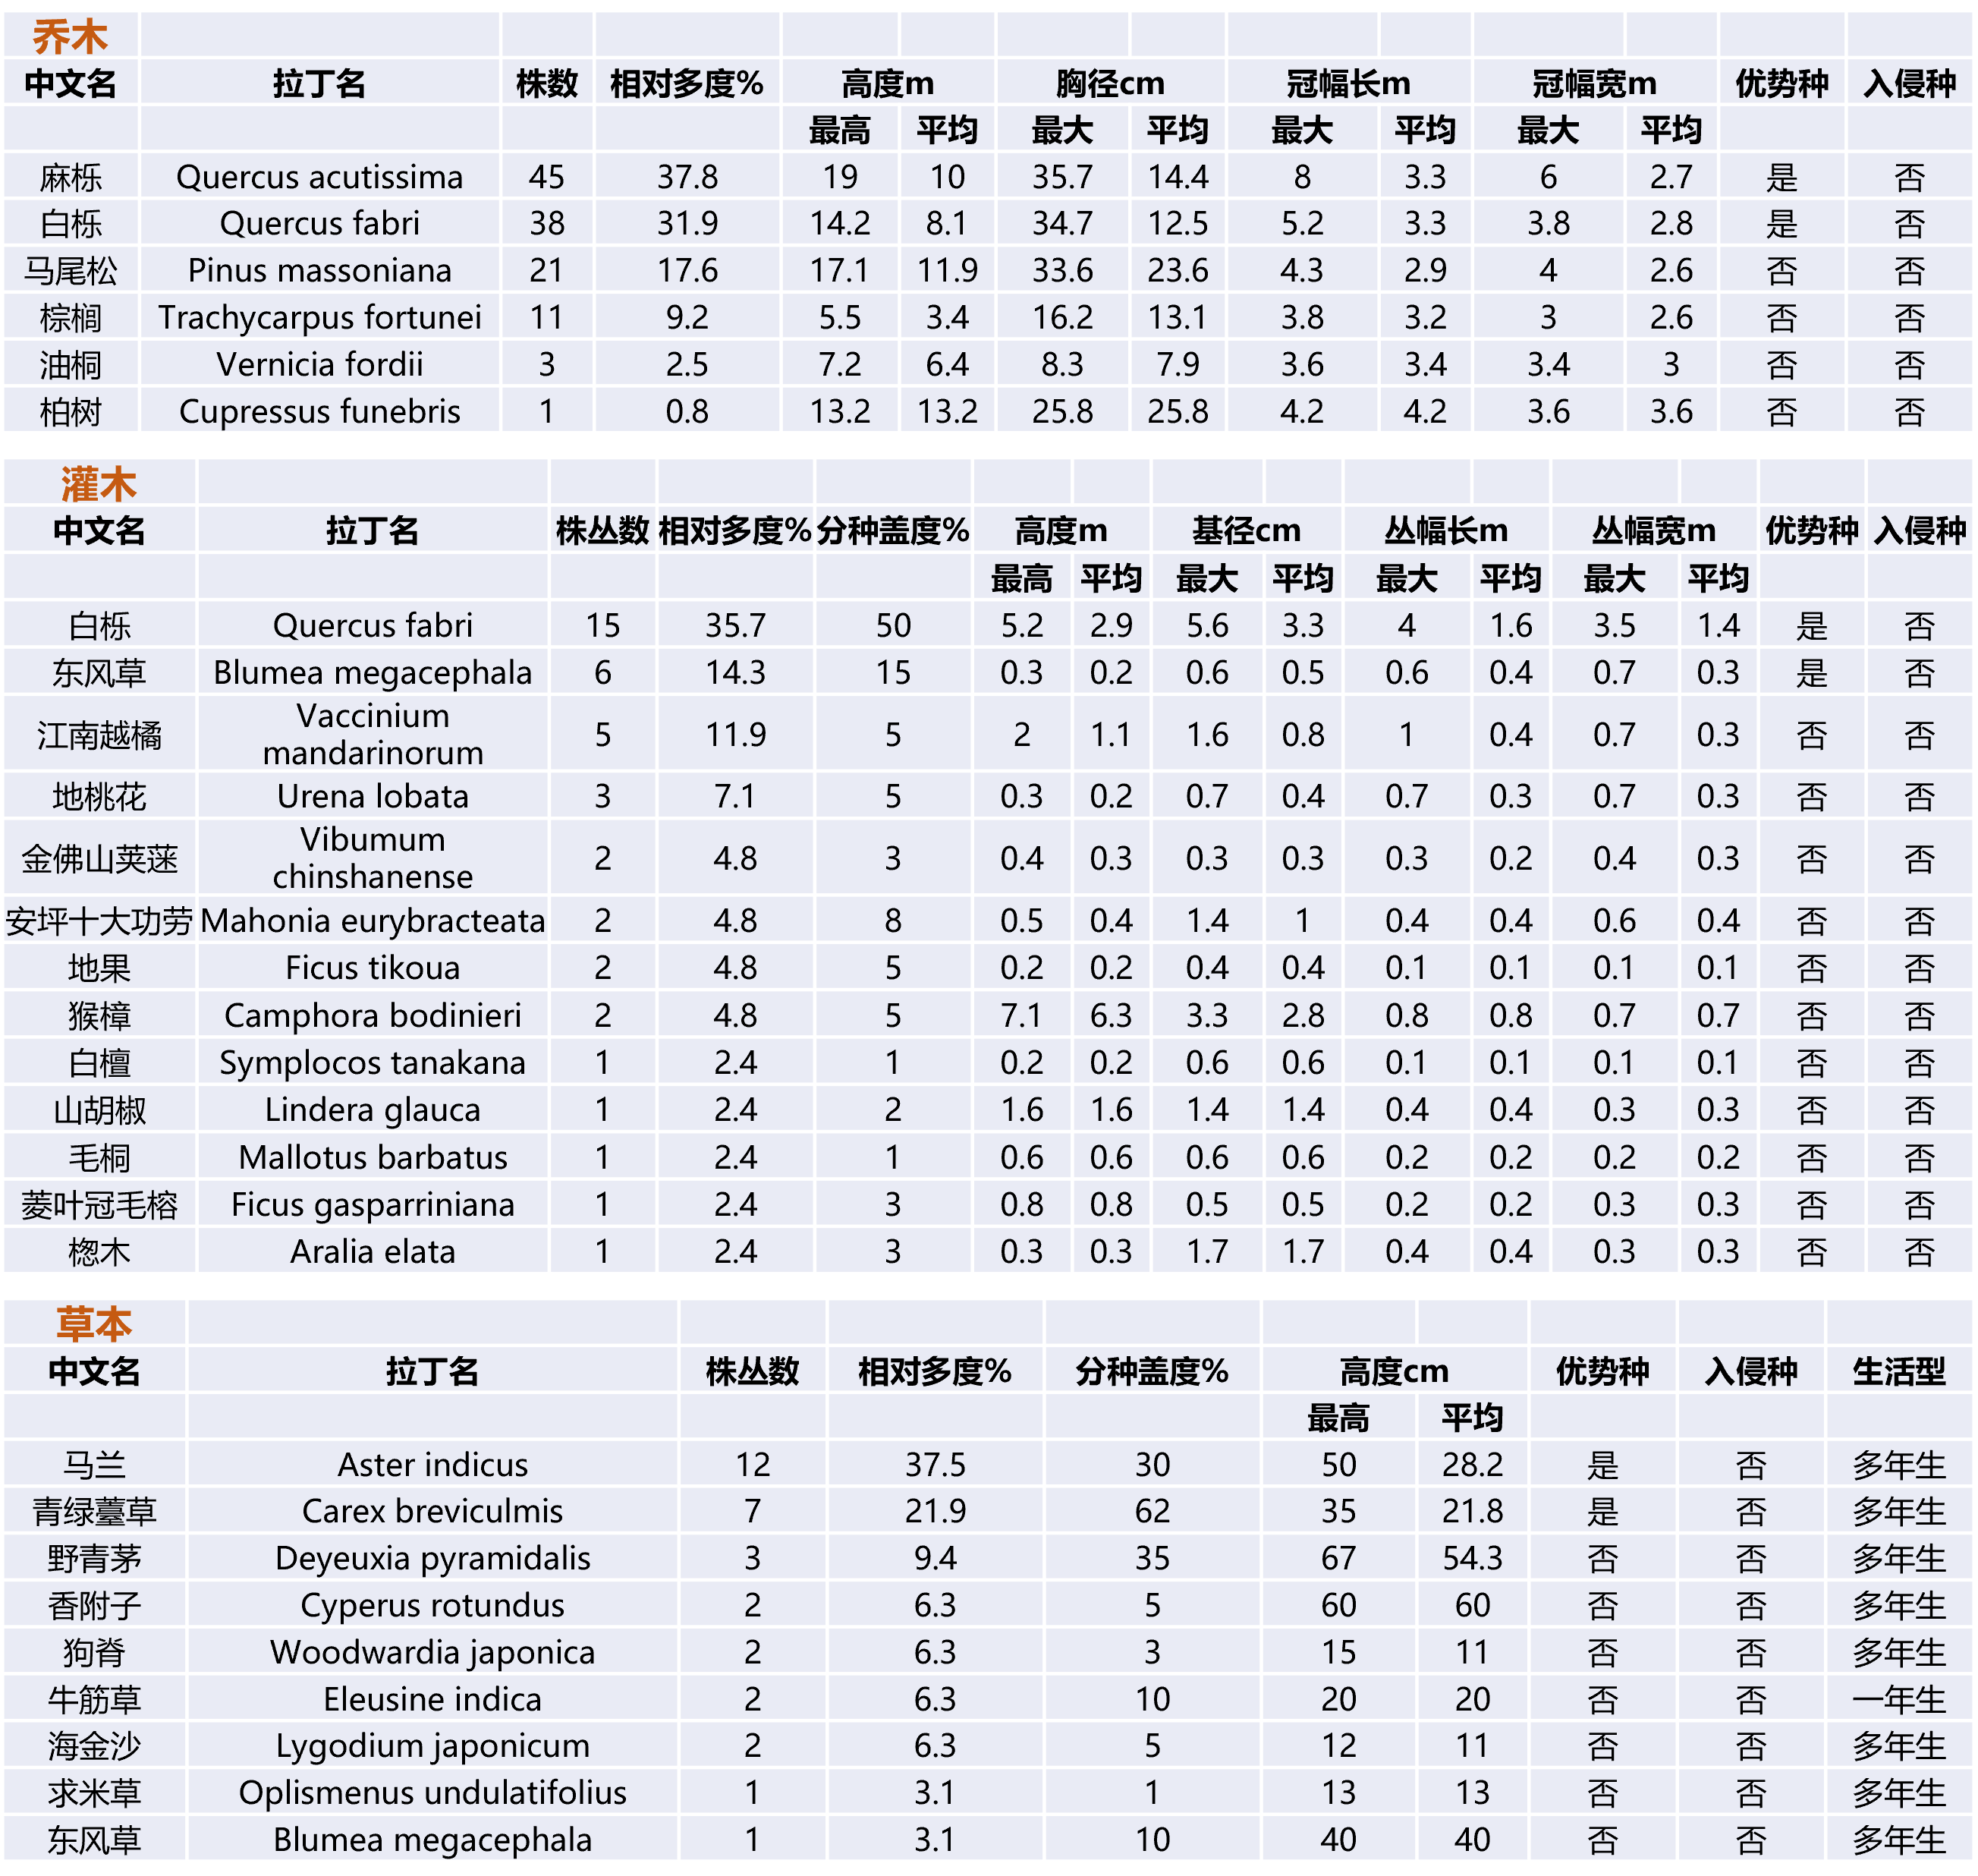 乔木
中文名 拉丁名 株数 相对多度% 高度m 胸径cm 冠幅长m 冠幅宽m 优势种 入侵种
最高 平均 最大 平均 最大 平均 最大 平均
麻栎 Quercus acutissima 45 37.8 19 10 35.7 14.4 8 3.3 6 2.7 是 否
白栎 Quercus fabri 38 31.9 14.2 8.1 34.7 12.5 5.2 3.3 3.8 2.8 是 否
马尾松 Pinus massoniana 21 17.6 17.1 11.9 33.6 23.6 4.3 2.9 4 2.6 否 否
棕榈 Trachycarpus fortunei 11 9.2 5.5 3.4 16.2 13.1 3.8 3.2 3 2.6 否 否
油桐 Vernicia fordii 3 2.5 7.2 6.4 8.3 7.9 3.6 3.4 3.4 3 否 否
柏树 Cupressus funebris 1 0.8 13.2 13.2 25.8 25.8 4.2 4.2 3.6 3.6 否 否
灌木
中文名 拉丁名 株丛数 相对多度% 分种盖度% 高度m 基径cm 丛幅长m 丛幅宽m 优势种 入侵种
最高 平均 最大 平均 最大 平均 最大 平均
白栎 Quercus fabri 15 35.7 50 5.2 2.9 5.6 3.3 4 1.6 3.5 1.4 是 否
东风草 Blumea megacephala 6 14.3 15 0.3 0.2 0.6 0.5 0.6 0.4 0.7 0.3 是 否
江南越橘 Vaccinium
mandarinorum 5 11.9 5 2 1.1 1.6 0.8 1 0.4 0.7 0.3 否 否
地桃花 Urena lobata 3 7.1 5 0.3 0.2 0.7 0.4 0.7 0.3 0.7 0.3 否 否
金佛山荚蒾 Vibumum
chinshanense 2 4.8 3 0.4 0.3 0.3 0.3 0.3 0.2 0.4 0.3 否 否
安坪十大功劳 Mahonia eurybracteata 2 4.8 8 0.5 0.4 1.4 1 0.4 0.4 0.6 0.4 否 否
地果 Ficus tikoua 2 4.8 5 0.2 0.2 0.4 0.4 0.1 0.1 0.1 0.1 否 否
猴樟 Camphora bodinieri 2 4.8 5 7.1 6.3 3.3 2.8 0.8 0.8 0.7 0.7 否 否
白檀 Symplocos tanakana 1 2.4 1 0.2 0.2 0.6 0.6 0.1 0.1 0.1 0.1 否 否
山胡椒 Lindera glauca 1 2.4 2 1.6 1.6 1.4 1.4 0.4 0.4 0.3 0.3 否 否
毛桐 Mallotus barbatus 1 2.4 1 0.6 0.6 0.6 0.6 0.2 0.2 0.2 0.2 否 否
菱叶冠毛榕 Ficus gasparriniana 1 2.4 3 0.8 0.8 0.5 0.5 0.2 0.2 0.3 0.3 否 否
楤木 Aralia elata 1 2.4 3 0.3 0.3 1.7 1.7 0.4 0.4 0.3 0.3 否 否
草本
中文名 拉丁名 株丛数 相对多度% 分种盖度% 高度cm 优势种 入侵种 生活型
最高 平均
马兰 Aster indicus 12 37.5 30 50 28.2 是 否 多年生
青绿薹草 Carex breviculmis 7 21.9 62 35 21.8 是 否 多年生
野青茅 Deyeuxia pyramidalis 3 9.4 35 67 54.3 否 否 多年生
香附子 Cyperus rotundus 2 6.3 5 60 60 否 否 多年生
狗脊 Woodwardia japonica 2 6.3 3 15 11 否 否 多年生
牛筋草 Eleusine indica 2 6.3 10 20 20 否 否 一年生
海金沙 Lygodium japonicum 2 6.3 5 12 11 否 否 多年生
求米草 Oplismenus undulatifolius 1 3.1 1 13 13 否 否 多年生
东风草 Blumea megacephala 1 3.1 10 40 40 否 否 多年生